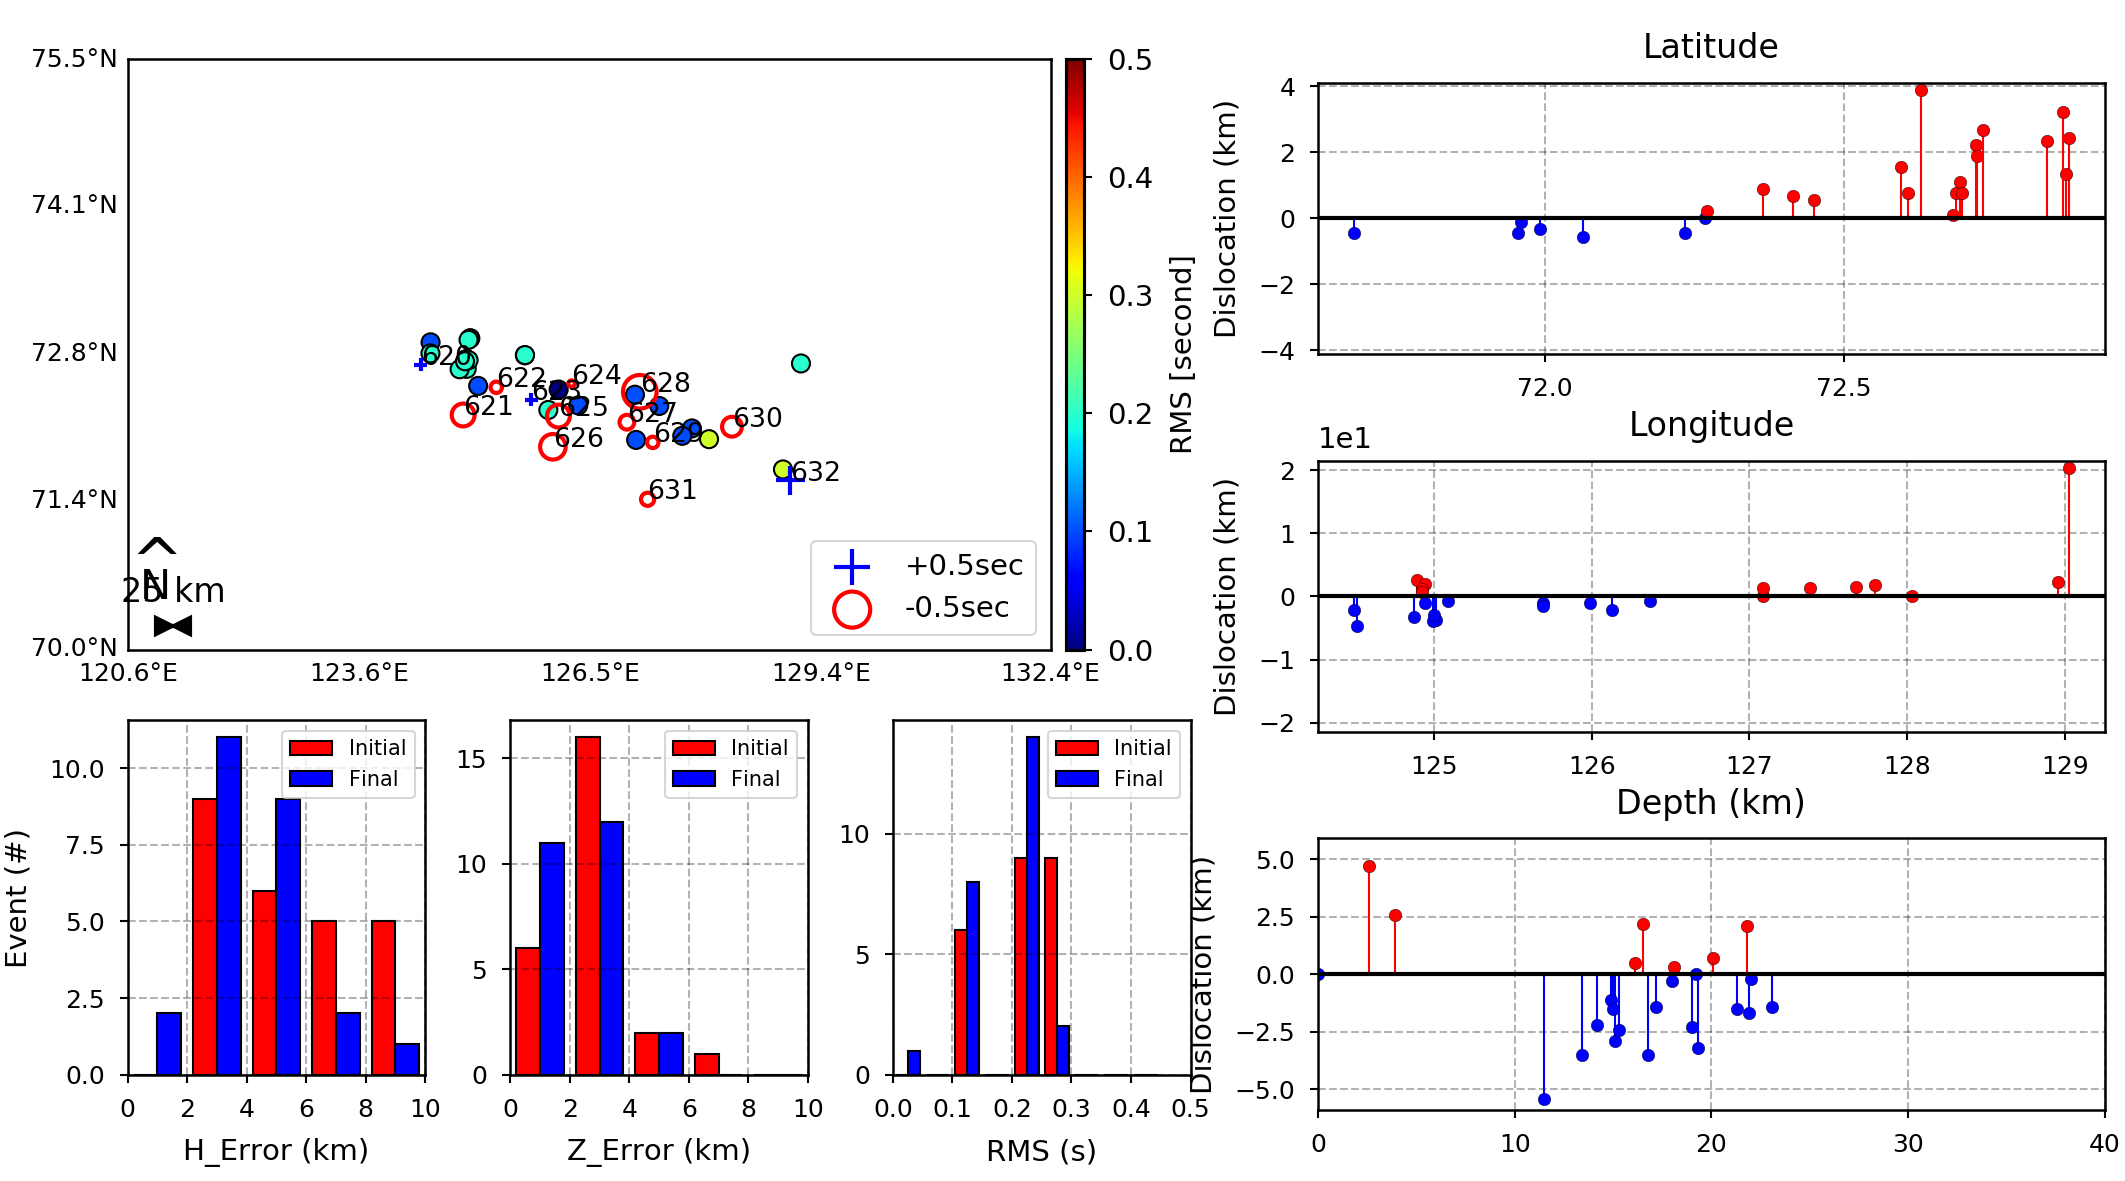 75.5°N
74.1°N
72.8°N
71.4°N
70.0°N
120.6°E
123.6°E
126.5°E
129.4°E
132.4°E
621
622
624
625
626
627
628
630
631
632
N
25 km
+0.5sec
-0.5sec
0.5
0.4
0.3
0.2
0.1
0.0
RMS [second]
Latitude
Dislocation (km)
4
2
0
−2
−4
72.0
72.5
Longitude
1e1
Dislocation (km)
2
1
0
−1
−2
125
126
127
128
129
Depth (km)
Dislocation (km)
5.0
2.5
0.0
−2.5
−5.0
0
10
20
30
40
Event (#)
10.0
7.5
5.0
2.5
0.0
0
2
4
6
8
10
H_Error (km)
Initial
Final
15
10
5
0
0
2
4
6
8
10
Z_Error (km)
Initial
Final
10
5
0
0.0
0.1
0.2
0.3
0.4
0.5
RMS (s)
Initial
Final